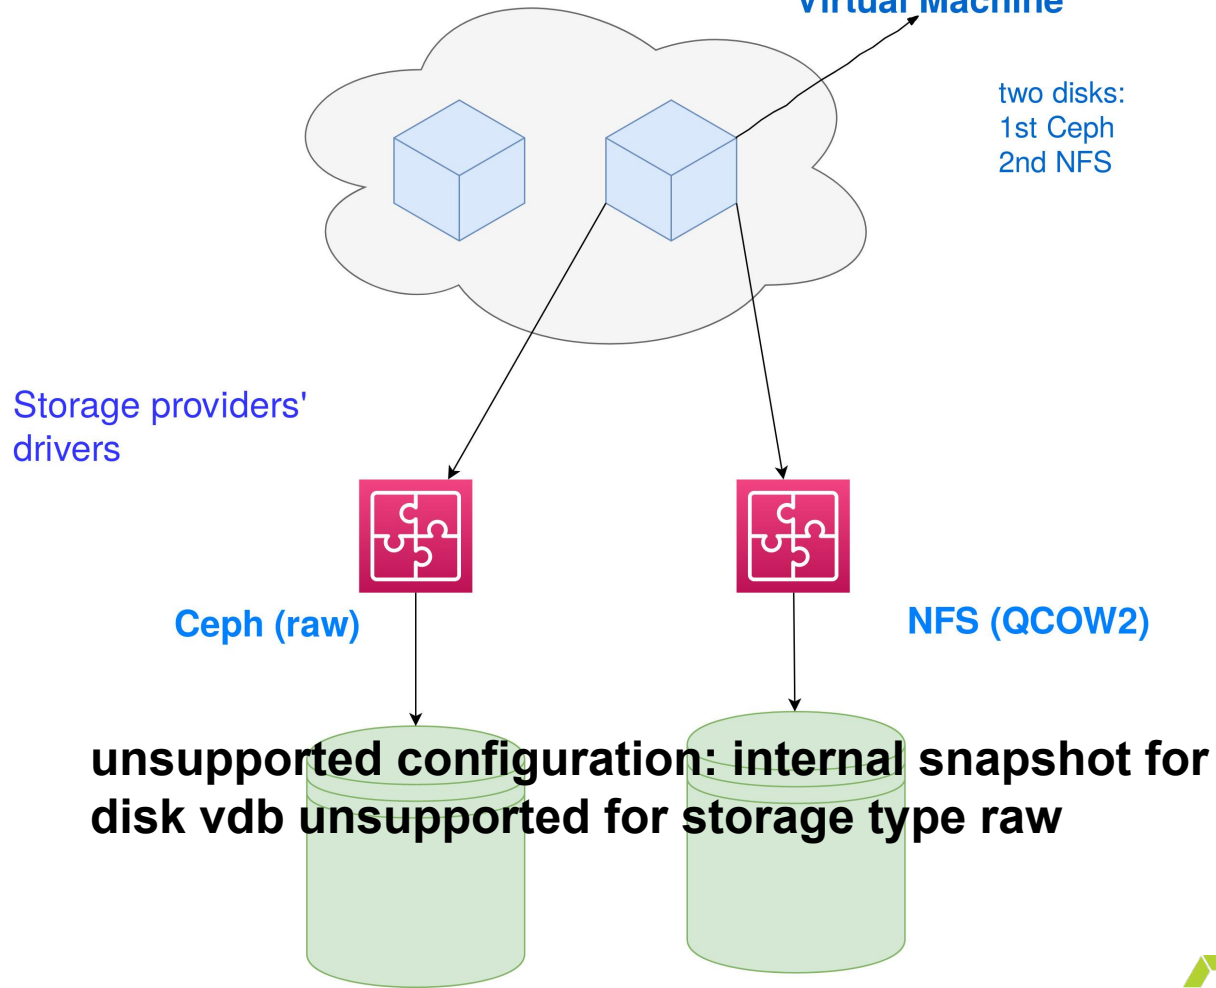 Virtual Machine
two disks:
1st Ceph
2nd NFS
Storage providers'
drivers
Ceph (raw)
NFS (QCOW2)
unsupported configuration: internal snapshot for
disk vdb unsupported for storage type raw